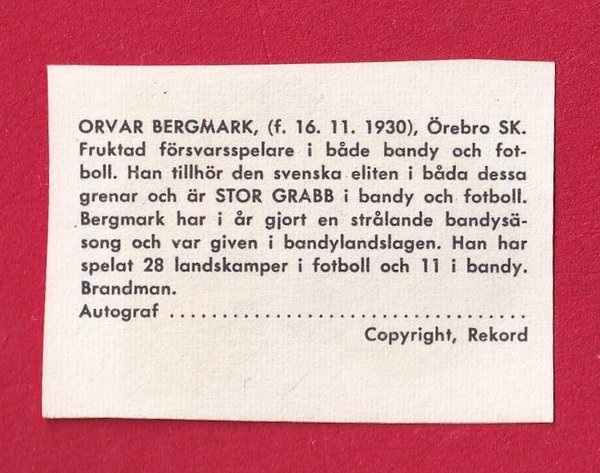 ORVAR BERGMARK, (f. 16. 11. 1930), Örebro SK.
Fruktad försvarsspelare i både bandy och fot-
boll. Han tillhör den svenska eliten i båda dessa
grenar och är STOR GRABB i bandy och fotboll.
Bergmark har i år gjort en strålande bandysä-
song och var given i bandylandslagen. Han har
spelat 28 landskamper i fotboll och 11 i bandy.
Brandman.
Autograf ................................
Copyright, Rekord